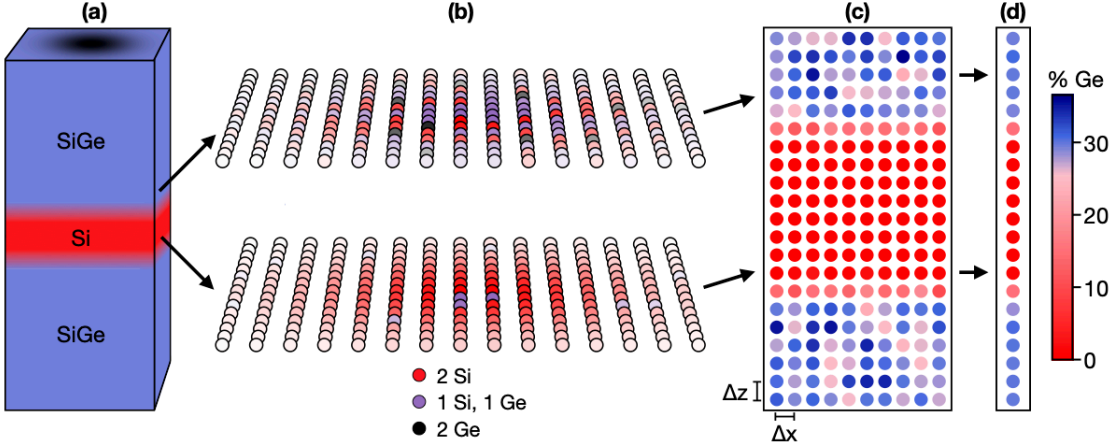 (a)
(b)
(c)
(d)
SiGe
Si
SiGe
2 Si
1 Si, 1 Ge
2 Ge
Δz
Δx
% Ge
30
20
10
0